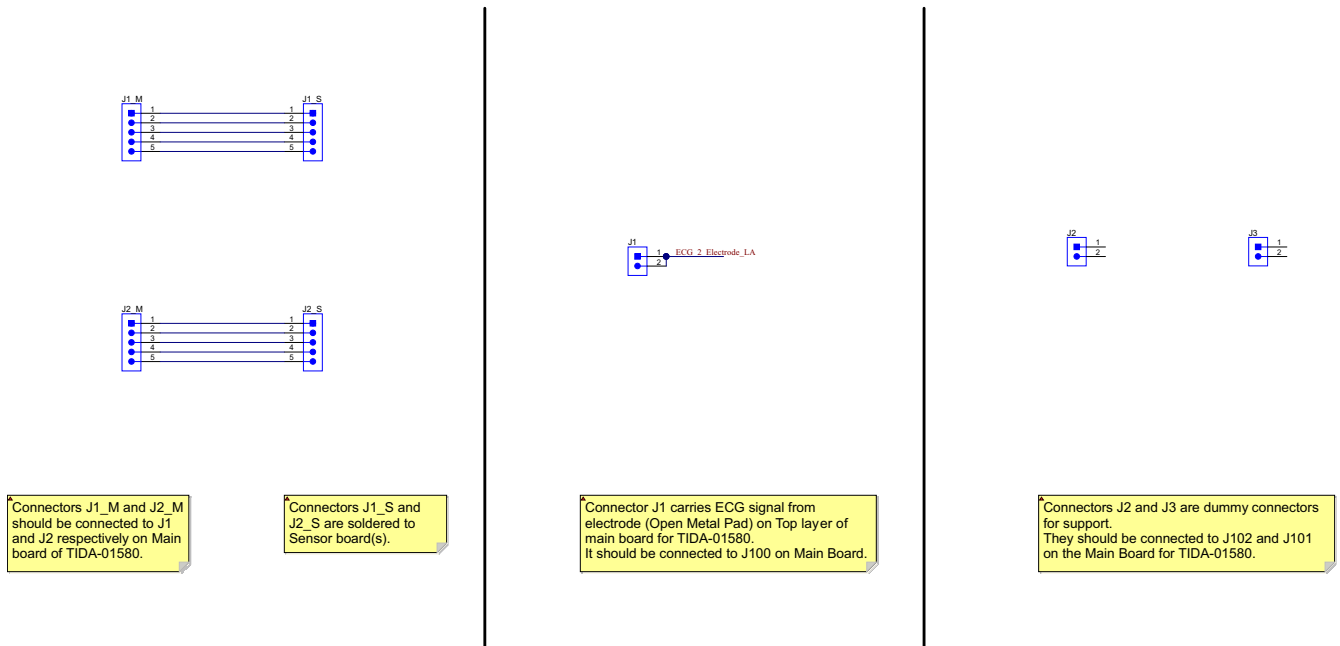 J1_M
J1_S
1
1
2
2
3
3
4
4
5
5
J2_M
J2_S
1
1
2
2
3
3
4
4
5
5
Connectors J1_M and J2_M
should be connected to J1
and J2 respectively on Main
board of TIDA-01580.
Connectors J1_S and
J2_S are soldered to
Sensor board(s).
J1
1
2
ECG_2_Electrode_LA
Connector J1 carries ECG signal from
electrode (Open Metal Pad) on Top layer of
main board for TIDA-01580.
It should be connected to J100 on Main Board.
J2
1
2
J3
1
2
Connectors J2 and J3 are dummy connectors
for support.
They should be connected to J102 and J101
on the Main Board for TIDA-01580.